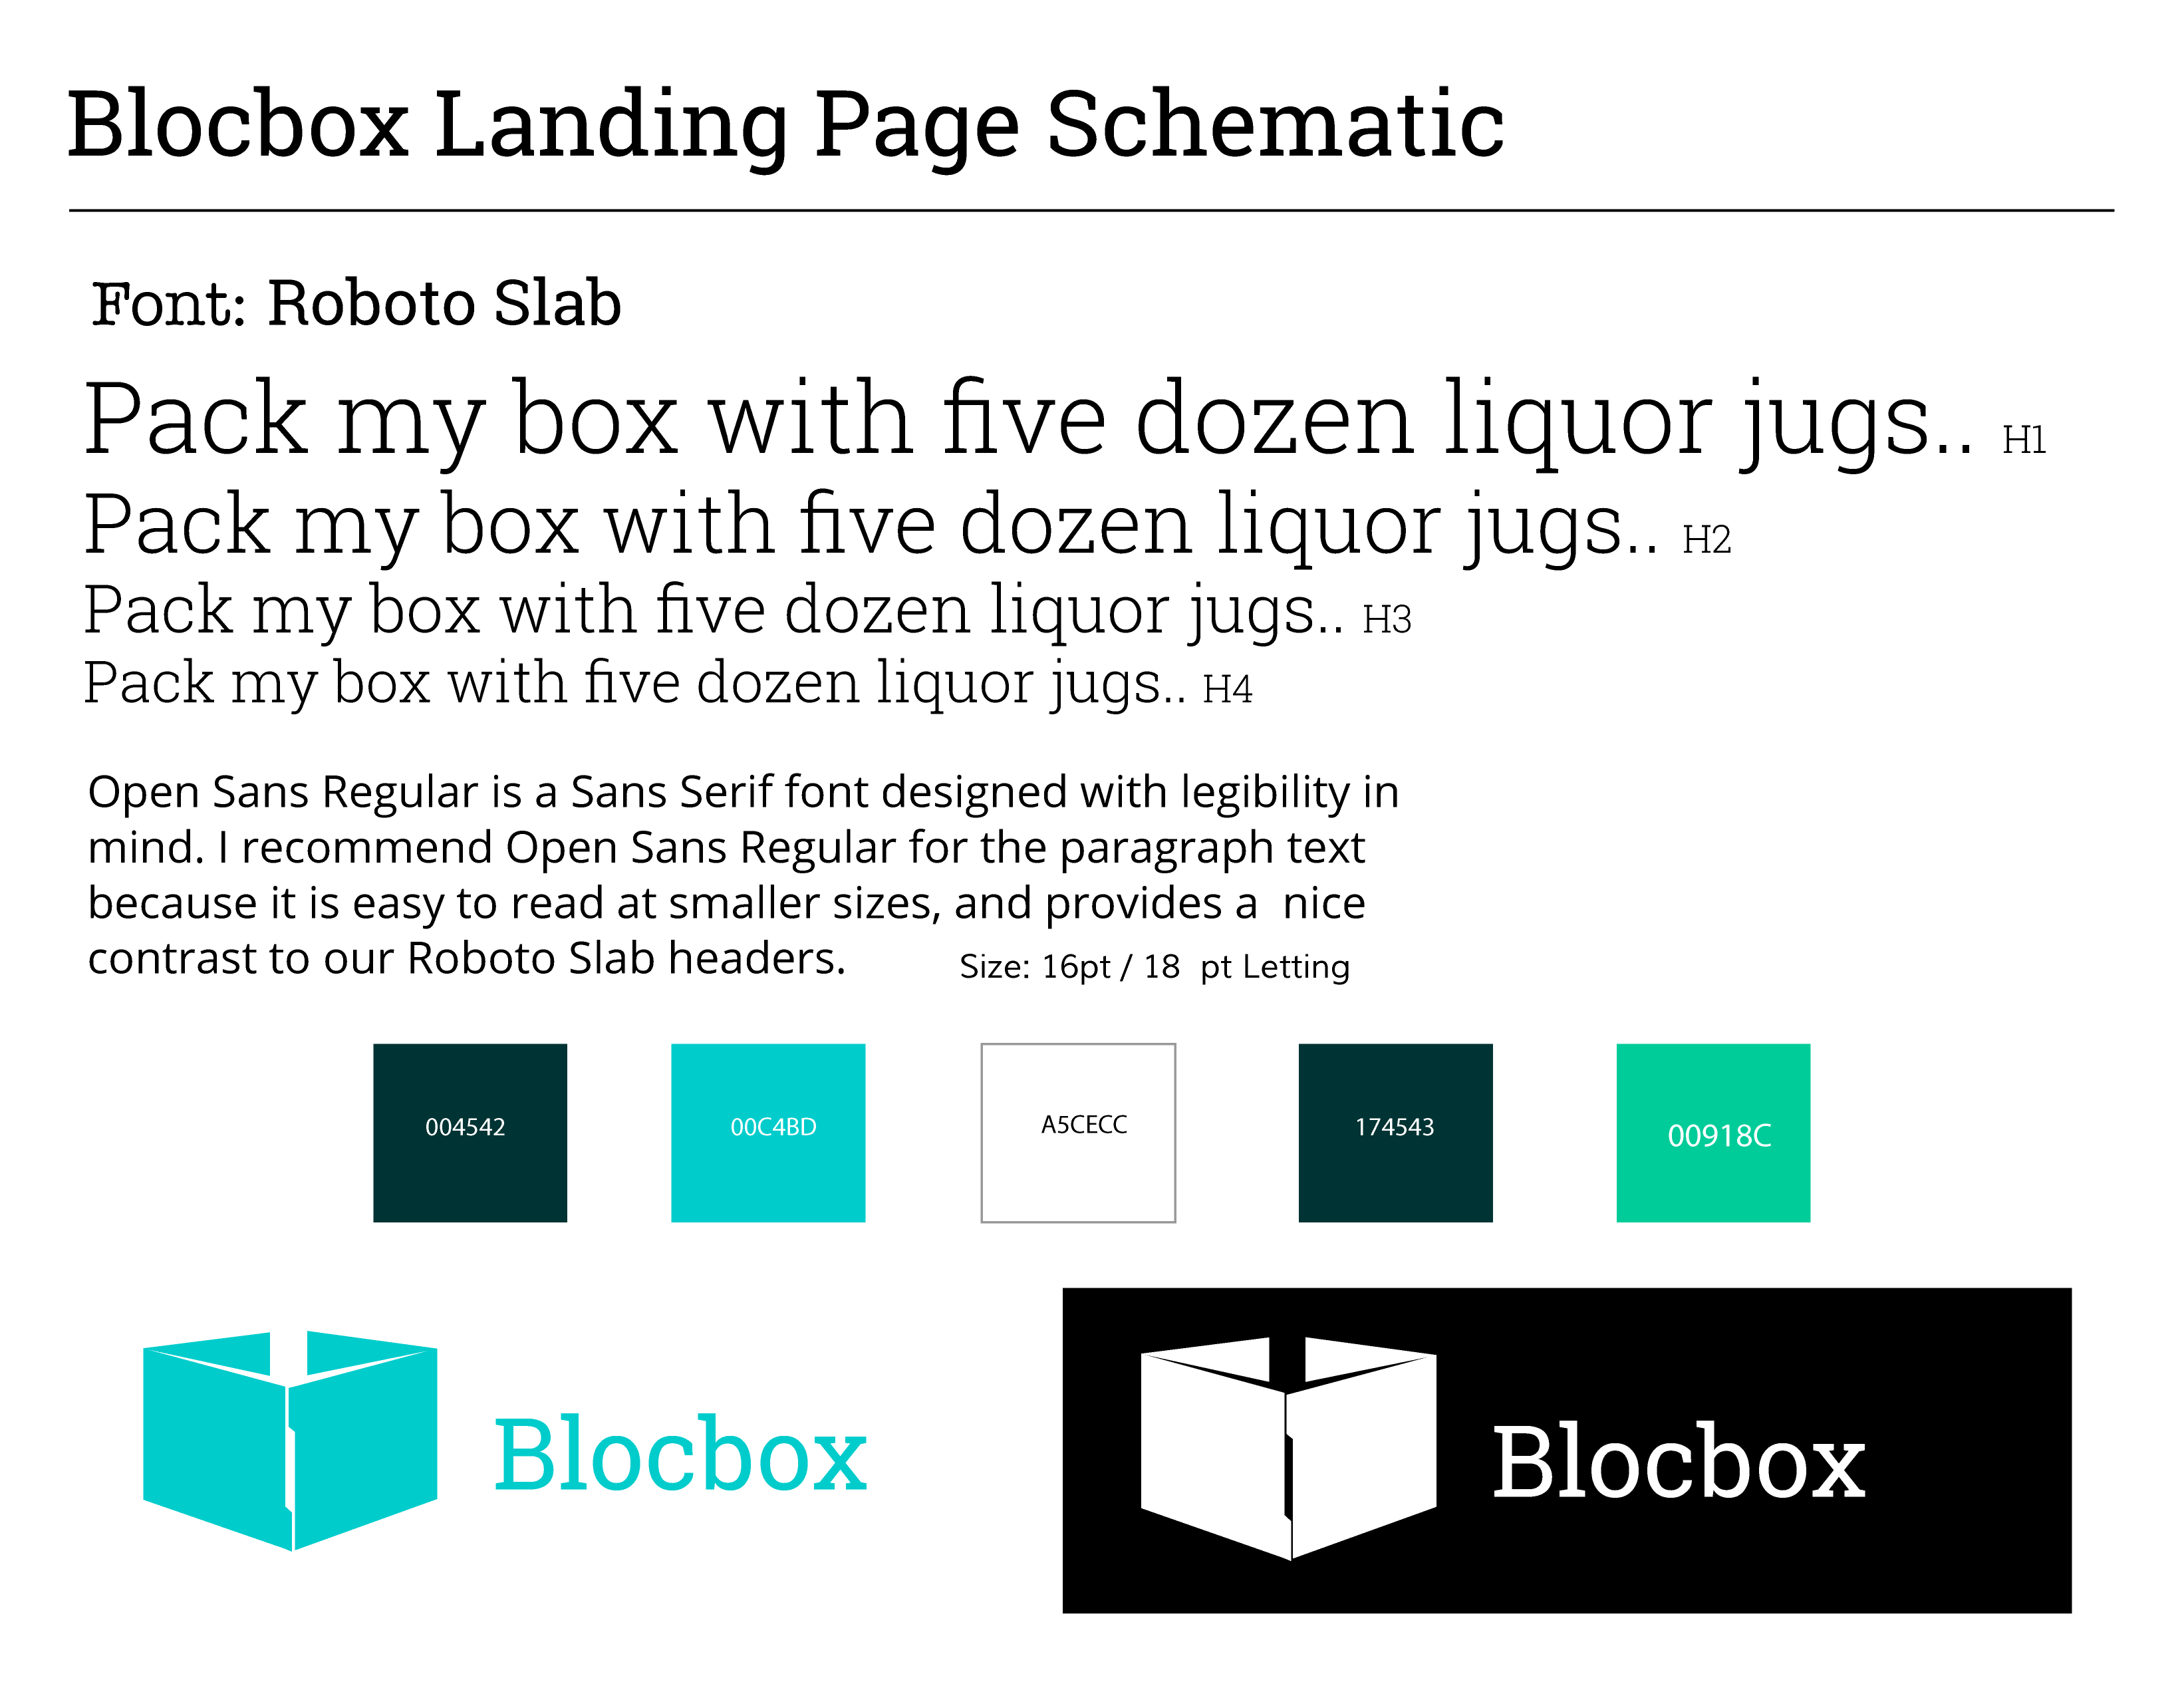 Blocbox Landing Page Schematic
Font: Roboto Slab
Pack my box with five dozen liquor jugs.. H1
Pack my box with five dozen liquor jugs.. H2
Pack my box with five dozen liquor jugs.. H3
Pack my box with five dozen liquor jugs.. H4
Open Sans Regular is a Sans Serif font designed with legibility in
mind. I recommend Open Sans Regular for the paragraph text
because it is easy to read at smaller sizes, and provides a  nice
contrast to our Roboto Slab headers.
Size: 16pt / 18  pt Letting
004542
00C4BD
A5CECC
174543
00918C
Blocbox
Blocbox